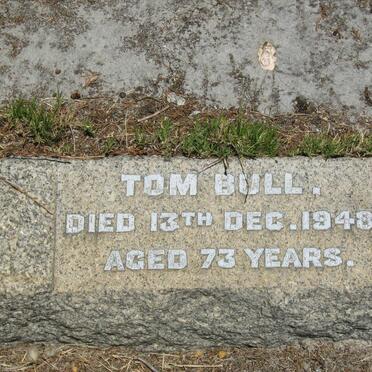 TOM BULL.
DIED 13TH DEC. 1948
AGED 73 YEARS.